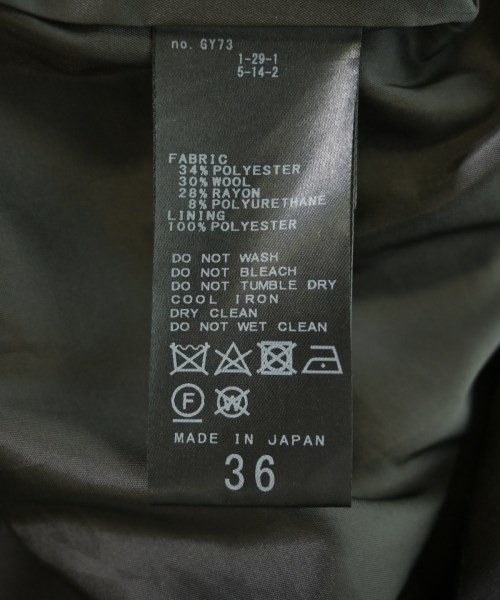 no. GY73
1-29-1
5-14-2
FABRIC
34% POLYESTER
30% WOOL
28% RAYON
8% POLYURETHANE
LINING
100% POLYESTER
DO NOT WASH
DO NOT BLEACH
DO NOT TUMBLE DRY
COOL IRON
DRY CLEAN
DO NOT WET CLEAN
F W
MADE IN JAPAN
36